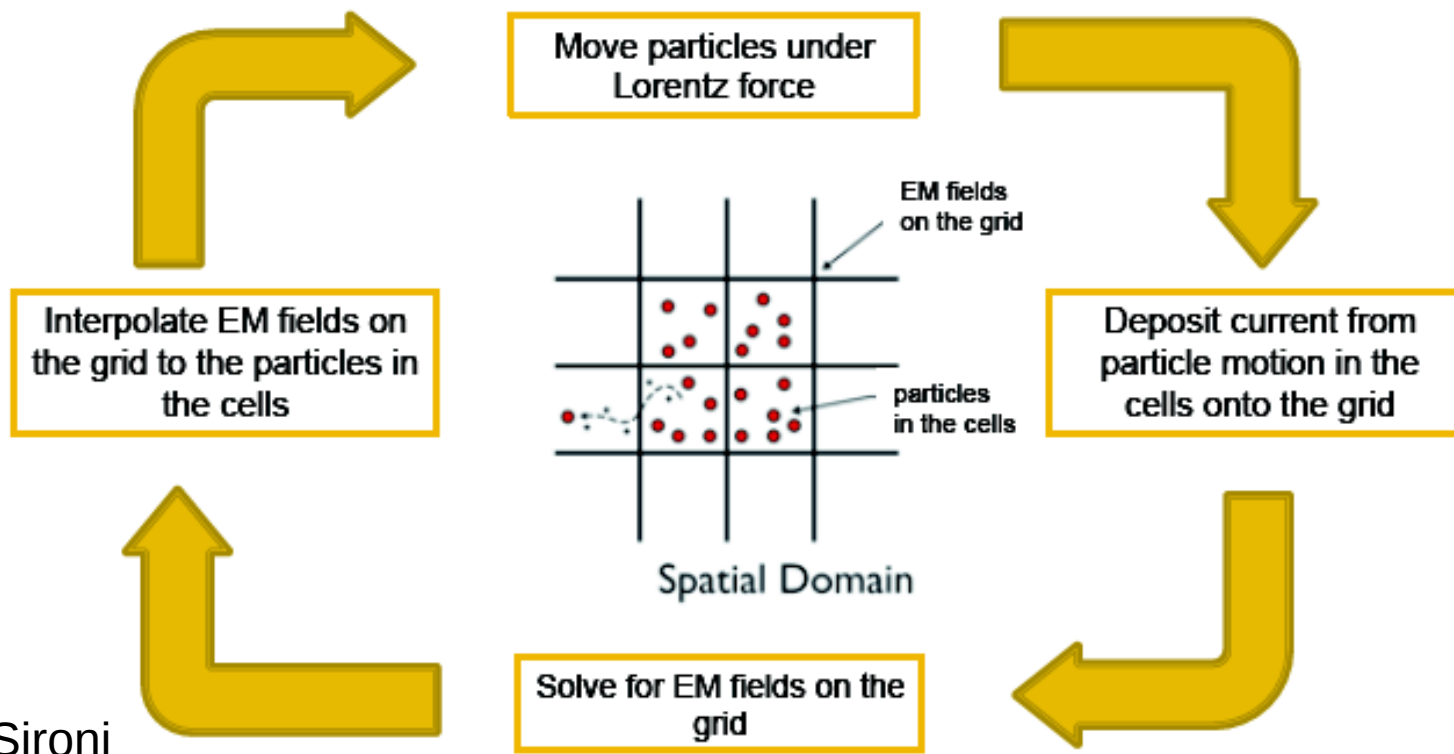 Move particles under
Lorentz force
EM fields
on the grid
Interpolate EM fields on
the grid to the particles in
the cells
Deposit current from
particle motion in the
cells onto the grid
particles
in the cells
Spatial Domain
Solve for EM fields on the
grid
Sironi